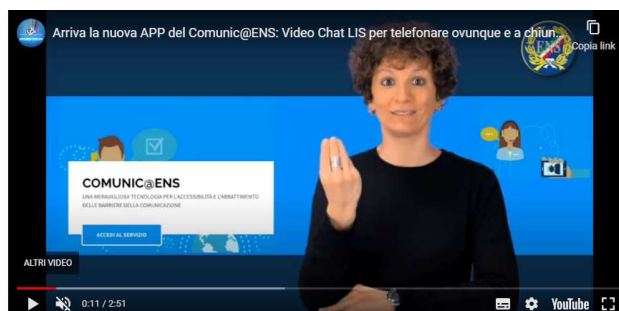 Arriva la nuova APP del Comunic@ENS: Video Chat LIS per telefonare ovunque e a chiun...
Copia link
ENS
COMUNIC@ENS
UNA MERAVIGLIOSA TECNOLOGIA PER L'ACCESSIBILITÀ E L'ABBATTIMENTO
DELLE BARRIERE DELLA COMUNICAZIONE
ACCEDI AL SERVIZIO
ALTRI VIDEO
0:11 / 2:51
YouTube